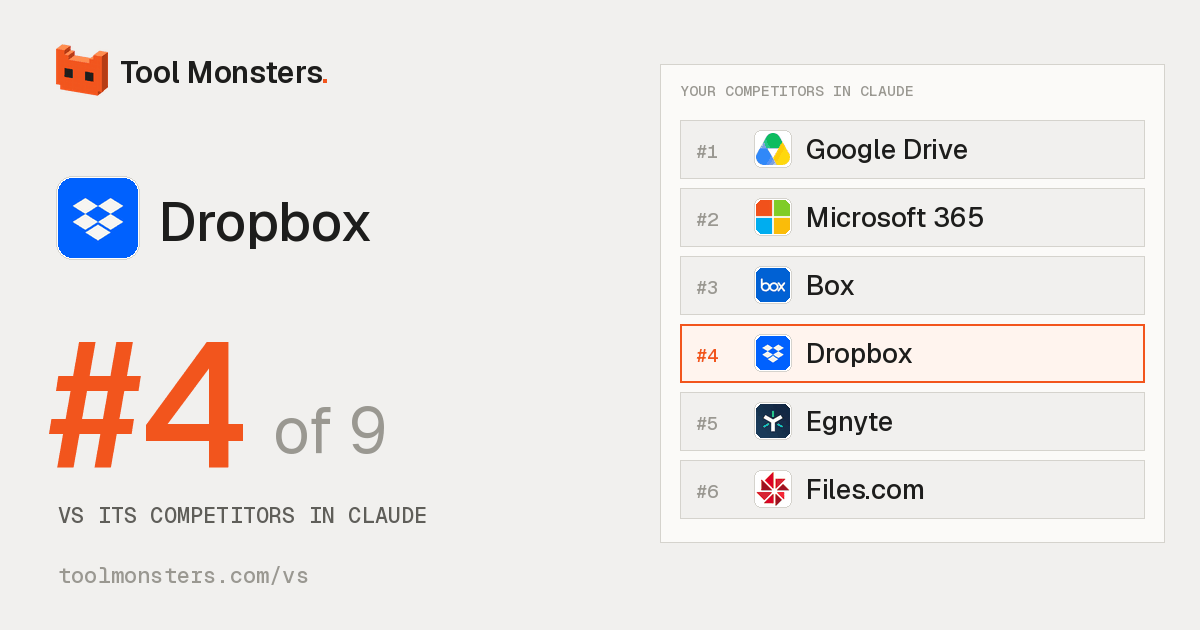 Tool Monsters.
Dropbox
#4 of 9
VS ITS COMPETITORS IN CLAUDE
toolmonsters.com/vs
YOUR COMPETITORS IN CLAUDE
#1 Google Drive
#2 Microsoft 365
#3 box Box
#4 Dropbox
#5 Egnyte
#6 Files.com